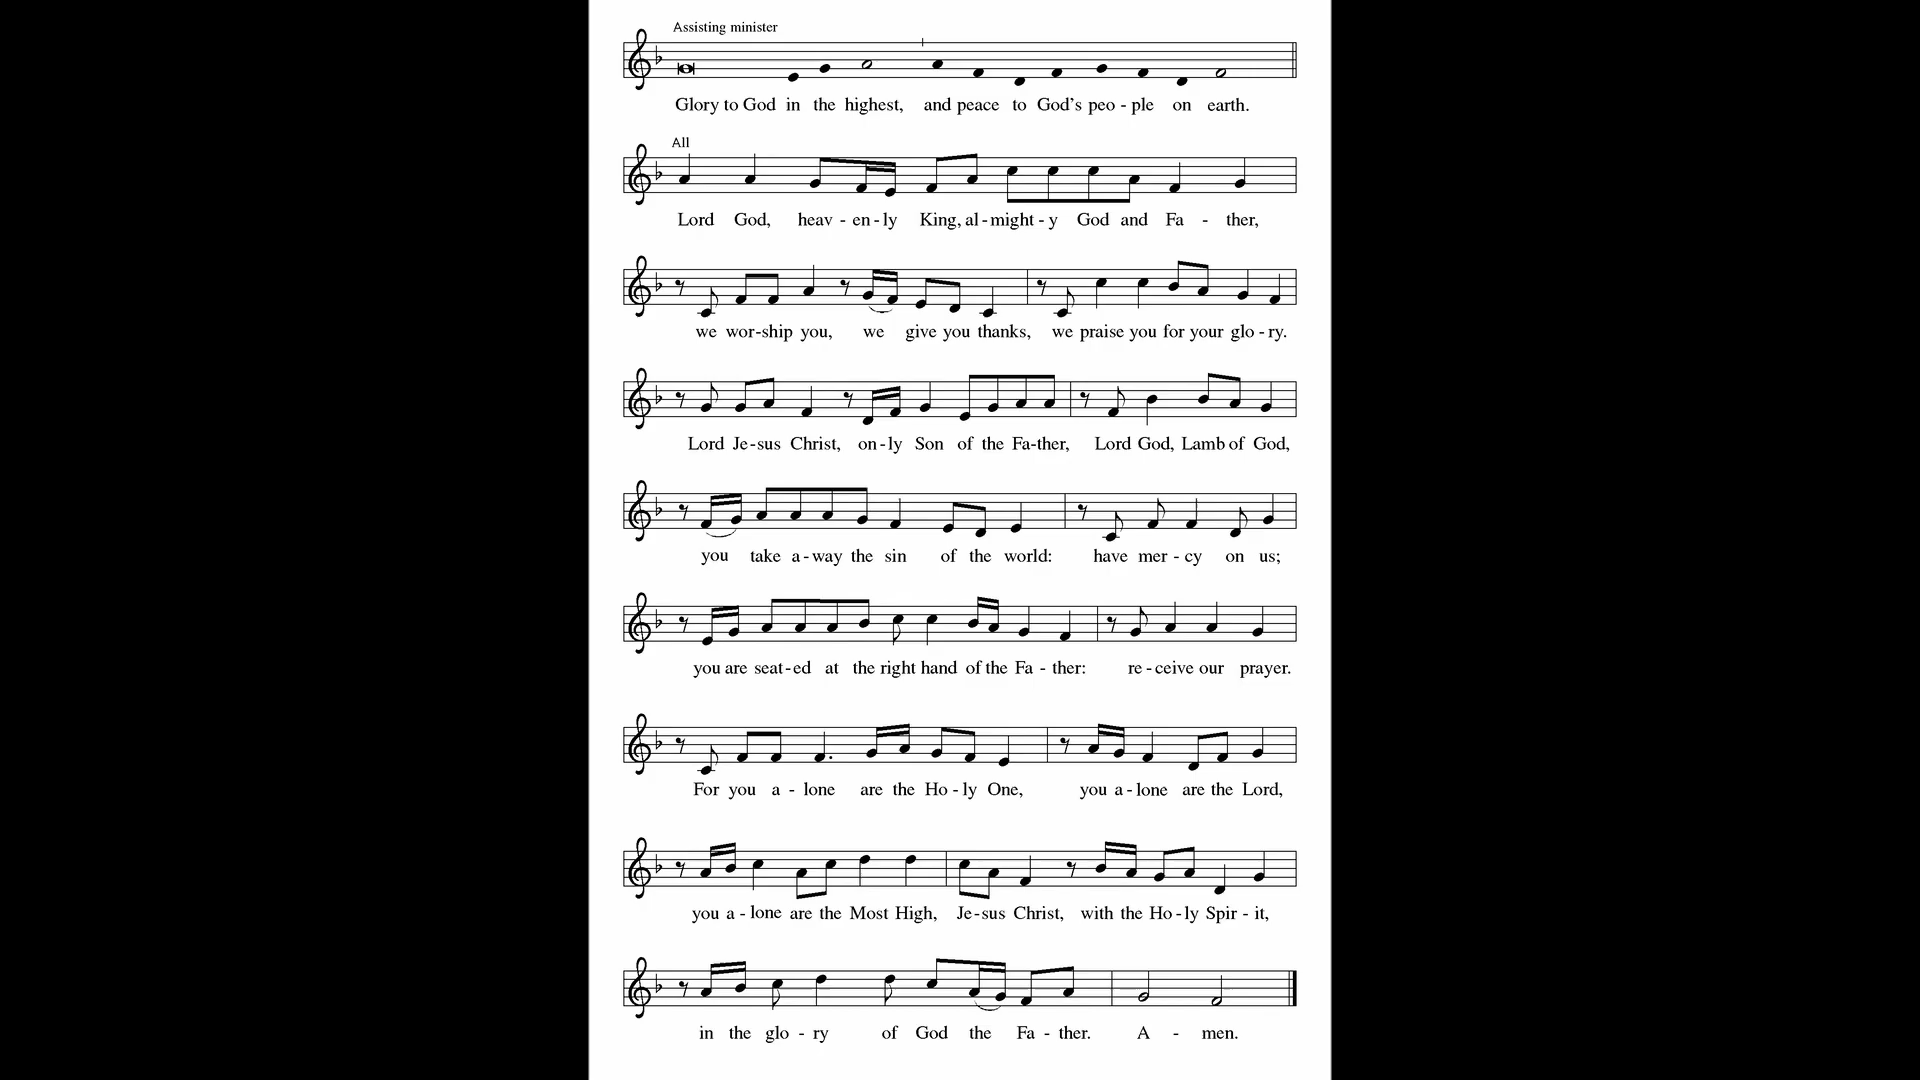 Assisting minister
Glory to God in the highest, and peace to God's peo - ple on earth.
All
Lord God, heav - en - ly King, al - might - y God and Fa - ther,
we wor - ship you, we give you thanks, we praise you for your glo - ry.
Lord Je - sus Christ, on - ly Son of the Fa - ther, Lord God, Lamb of God,
you take a - way the sin of the world: have mer - cy on us;
you are seat - ed at the right hand of the Fa - ther: re - ceive our prayer.
For you a - lone are the Ho - ly One, you a - lone are the Lord,
you a - lone are the Most High, Je - sus Christ, with the Ho - ly Spir - it,
in the glo - ry of God the Fa - ther. A - men.